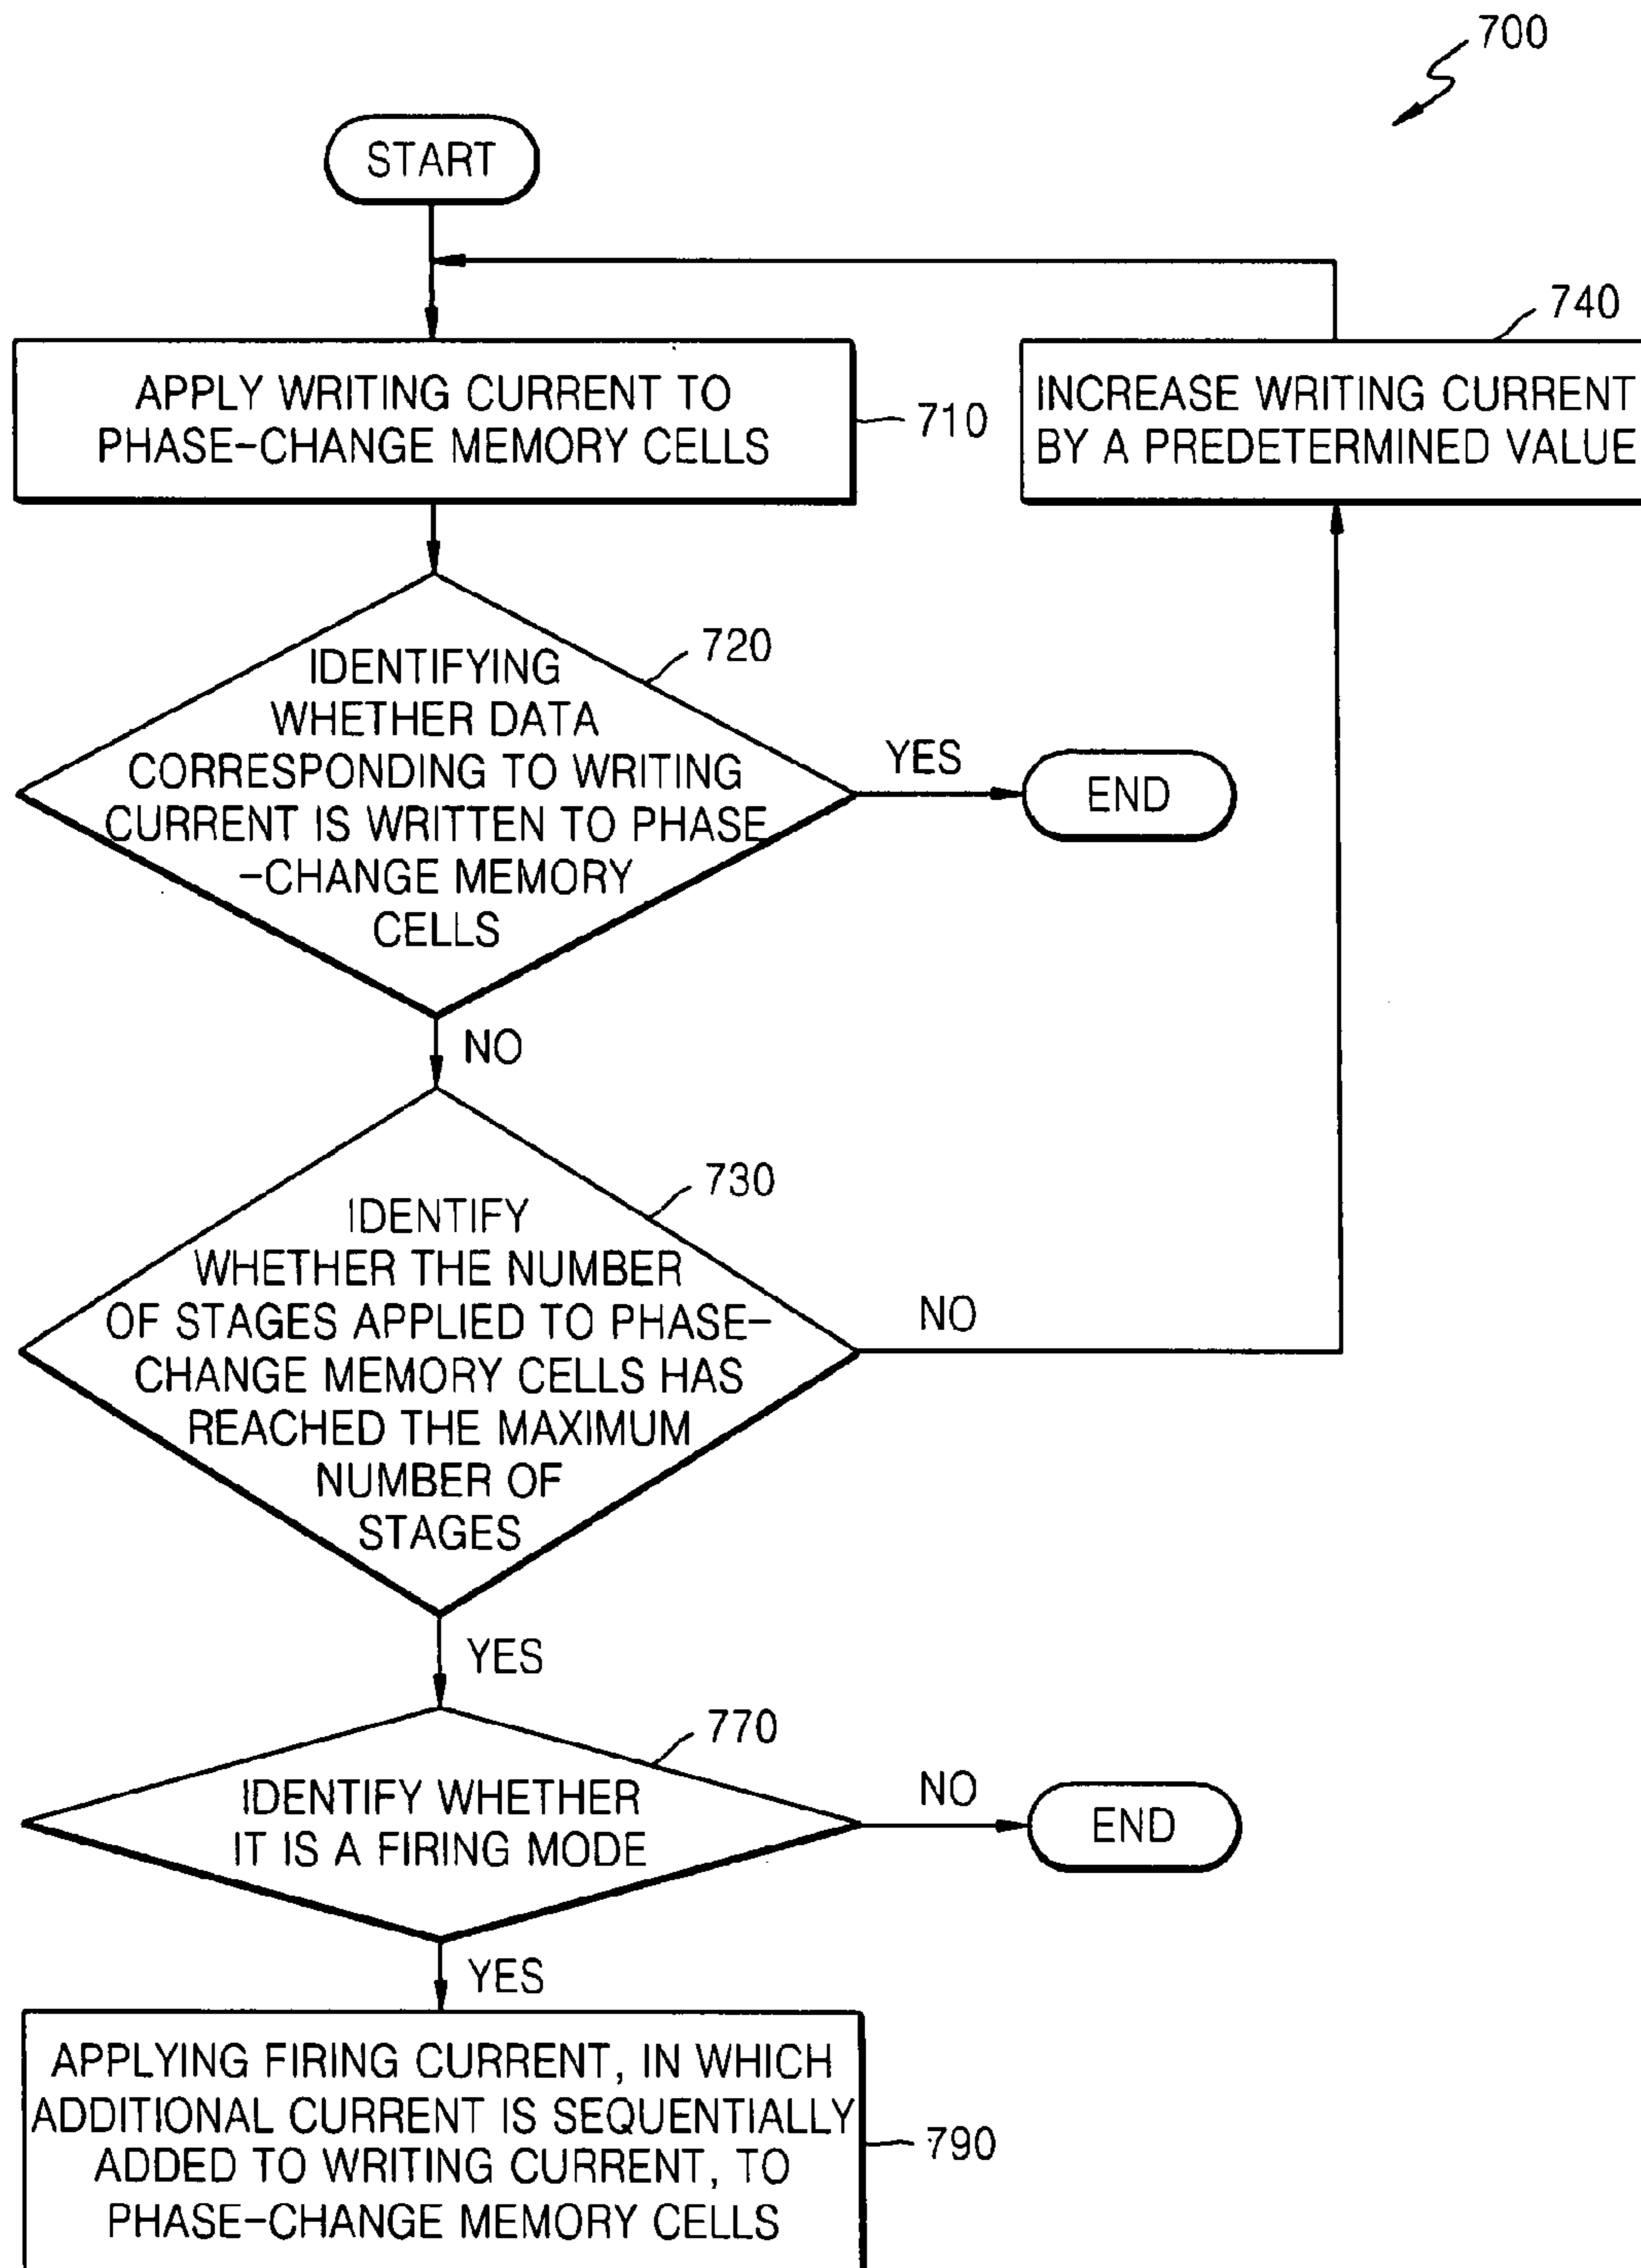 700
START
740
APPLY WRITING CURRENT TO
PHASE-CHANGE MEMORY CELLS
710
INCREASE WRITING CURRENT
BY A PREDETERMINED VALUE
720
IDENTIFYING
WHETHER DATA
CORRESPONDING TO WRITING
CURRENT IS WRITTEN TO PHASE
-CHANGE MEMORY
CELLS
YES
END
NO
730
IDENTIFY
WHETHER THE NUMBER
OF STAGES APPLIED TO PHASE-
CHANGE MEMORY CELLS HAS
REACHED THE MAXIMUM
NUMBER OF
STAGES
NO
YES
770
IDENTIFY WHETHER
IT IS A FIRING MODE
NO
END
YES
APPLYING FIRING CURRENT, IN WHICH
ADDITIONAL CURRENT IS SEQUENTIALLY
ADDED TO WRITING CURRENT, TO
PHASE-CHANGE MEMORY CELLS
790